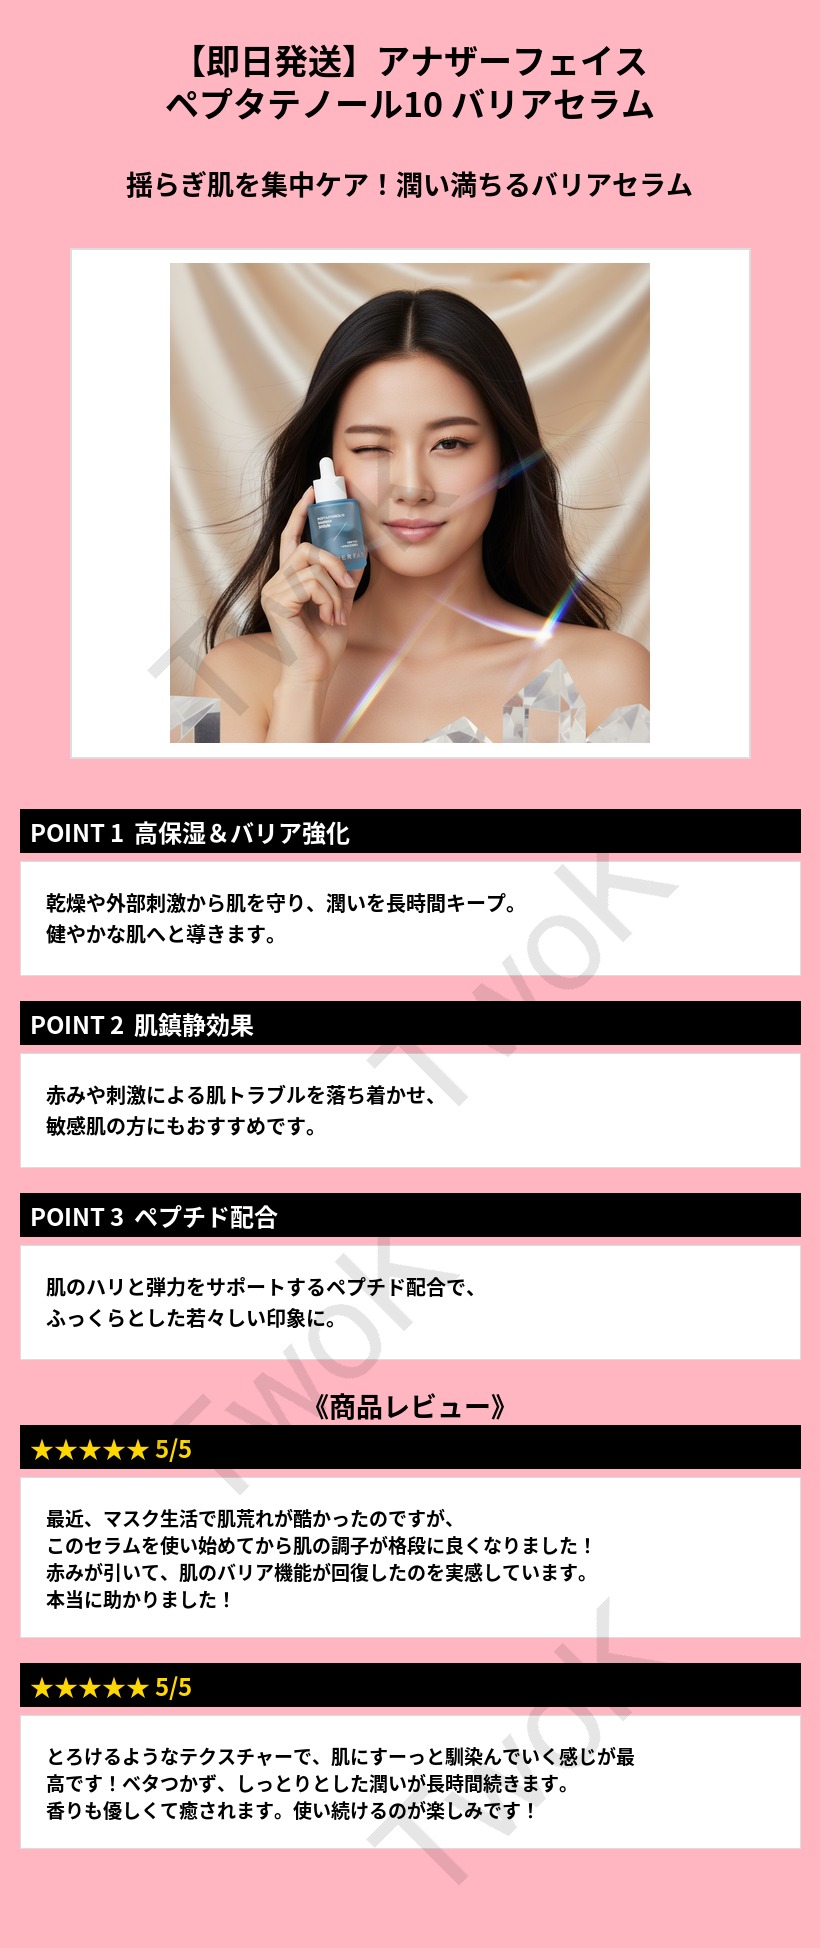 【即日発送】アナザーフェイス
ペプタテノール10 バリアセラム
揺らぎ肌を集中ケア！潤い満ちるバリアセラム
TwoK
POINT 1 高保湿＆バリア強化
乾燥や外部刺激から肌を守り、潤いを長時間キープ。
健やかな肌へと導きます。
TwoK
POINT 2 肌鎮静効果
赤みや刺激による肌トラブルを落ち着かせ、
敏感肌の方にもおすすめです。
POINT 3 ペプチド配合
肌のハリと弾力をサポートするペプチド配合で、
ふっくらとした若々しい印象に。
TwoK
《商品レビュー》
★★★★★ 5/5
最近、マスク生活で肌荒れが酷かったのですが、
このセラムを使い始めてから肌の調子が格段に良くなりました！
赤みが引いて、肌のバリア機能が回復したのを実感しています。
本当に助かりました！
★★★★★ 5/5
とろけるようなテクスチャーで、肌にすーっと馴染んでいく感じが最
高です！ベタつかず、しっとりとした潤いが長時間続きます。
香りも優しくて癒されます。使い続けるのが楽しみです！
TwoK